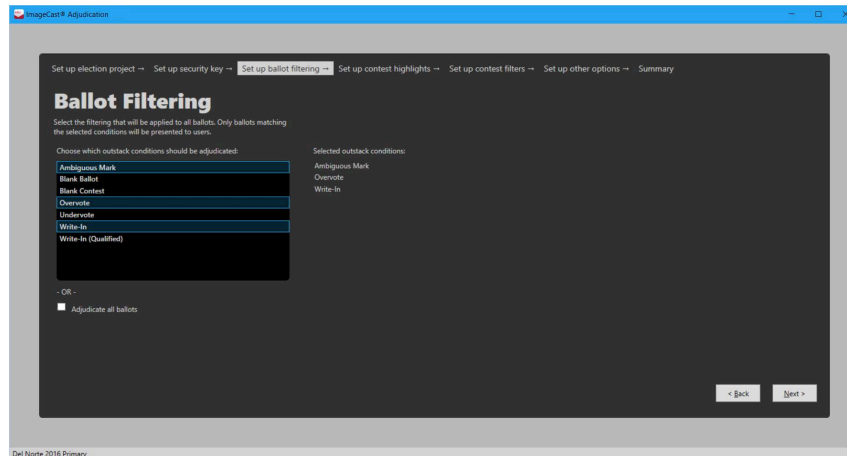 ImageCast® Adjudication
Set up election project → Set up security key → Set up ballot filtering → Set up contest highlights → Set up contest filters → Set up other options → Summary
Ballot Filtering
Select the filtering that will be applied to all ballots. Only ballots matching
the selected conditions will be presented to users.
Choose which outstack conditions should be adjudicated:
Ambiguous Mark
Blank Ballot
Blank Contest
Overvote
Undervote
Write-In
Write-In (Qualified)
- OR -
Adjudicate all ballots
Selected outstack conditions:
Ambiguous Mark
Overvote
Write-In
< Back Next >
Del Norte 2016 Primary